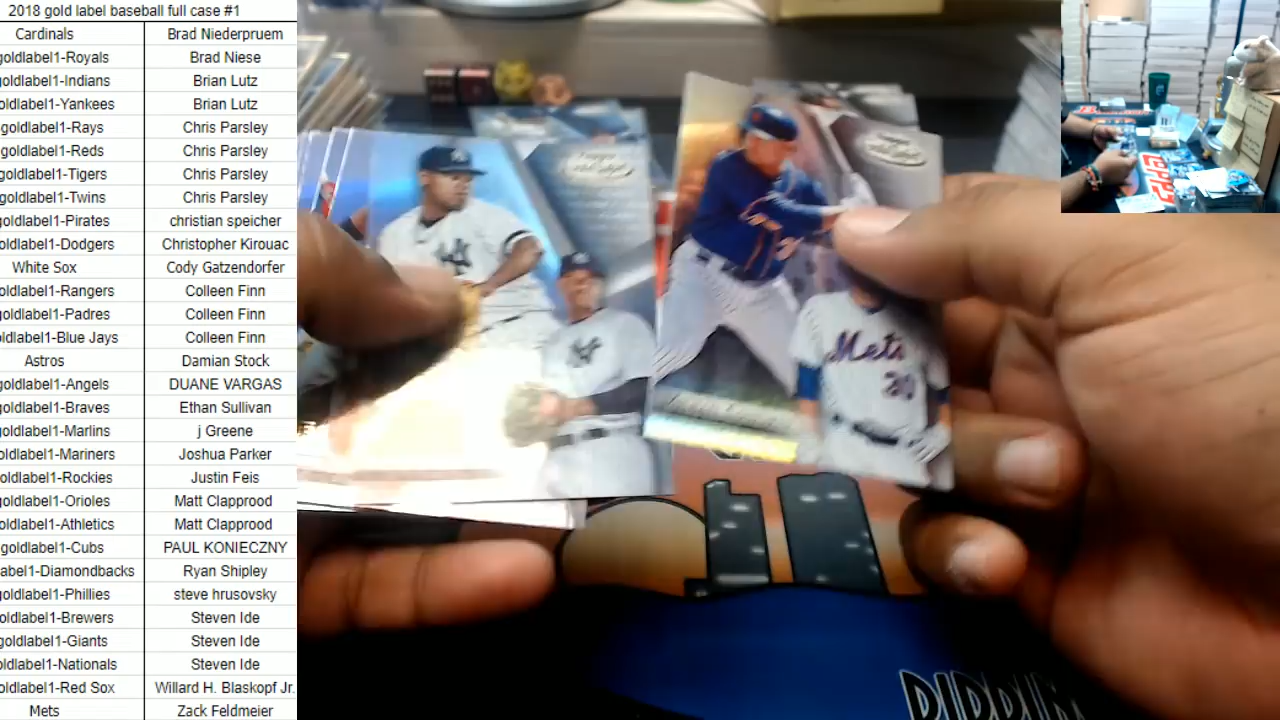 2018 gold label baseball full case #1
Cardinals Brad Niederpruem
goldlabel1-Royals Brad Niese
goldlabel1-Indians Brian Lutz
oldlabel1-Yankees Brian Lutz
goldlabel1-Rays Chris Parsley
goldlabel1-Reds Chris Parsley
goldlabel1-Tigers Chris Parsley
goldlabel1-Twins Chris Parsley
goldlabel1-Pirates christian speicher
oldlabel1-Dodgers Christopher Kirouac
White Sox Cody Gatzendorfer
oldlabel1-Rangers Colleen Finn
oldlabel1-Padres Colleen Finn
oldlabel1-Blue Jays Colleen Finn
Astros Damian Stock
goldlabel1-Angels DUANE VARGAS
goldlabel1-Braves Ethan Sullivan
goldlabel1-Marlins j Greene
oldlabel1-Mariners Joshua Parker
oldlabel1-Rockies Justin Feis
goldlabel1-Orioles Matt Clapprood
oldlabel1-Athletics Matt Clapprood
goldlabel1-Cubs PAUL KONIECZNY
label1-Diamondbacks Ryan Shipley
goldlabel1-Phillies steve hrusovsky
oldlabel1-Brewers Steven Ide
goldlabel1-Giants Steven Ide
oldlabel1-Nationals Steven Ide
oldlabel1-Red Sox Willard H. Blaskopf Jr.
Mets Zack Feldmeier
Mets
RIPPIN